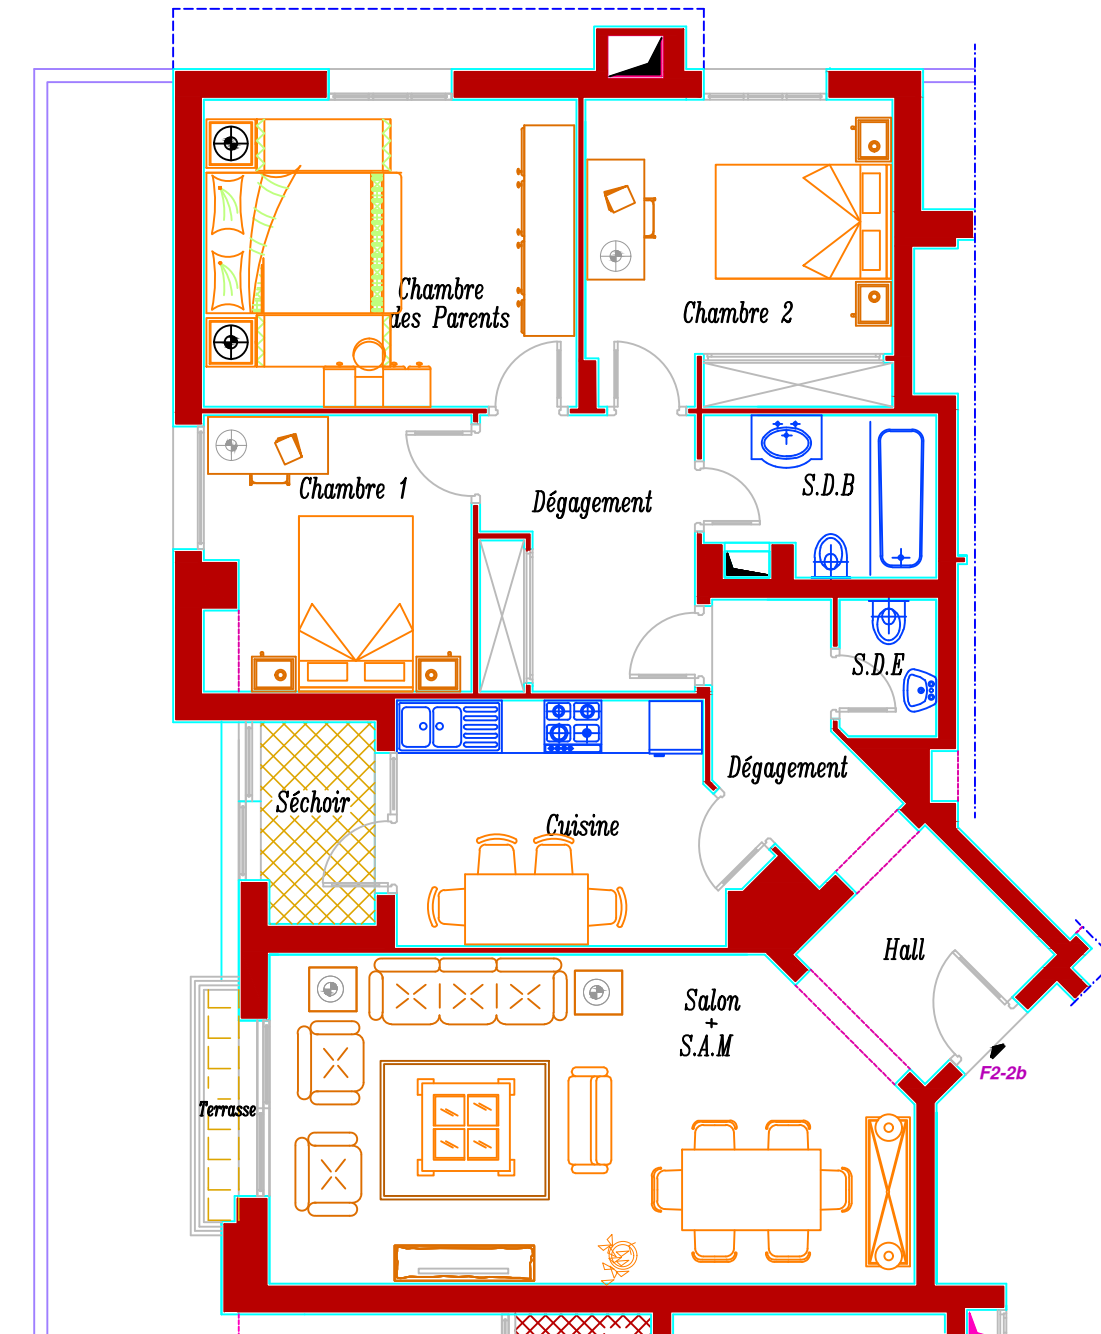 Chambre
des Parents
Chambre 2
Chambre 1
Dégagement
S.D.B
S.D.E
Dégagement
Séchoir
Cuisine
Hall
Salon
+
S.A.M
F2-2b
Terrasse